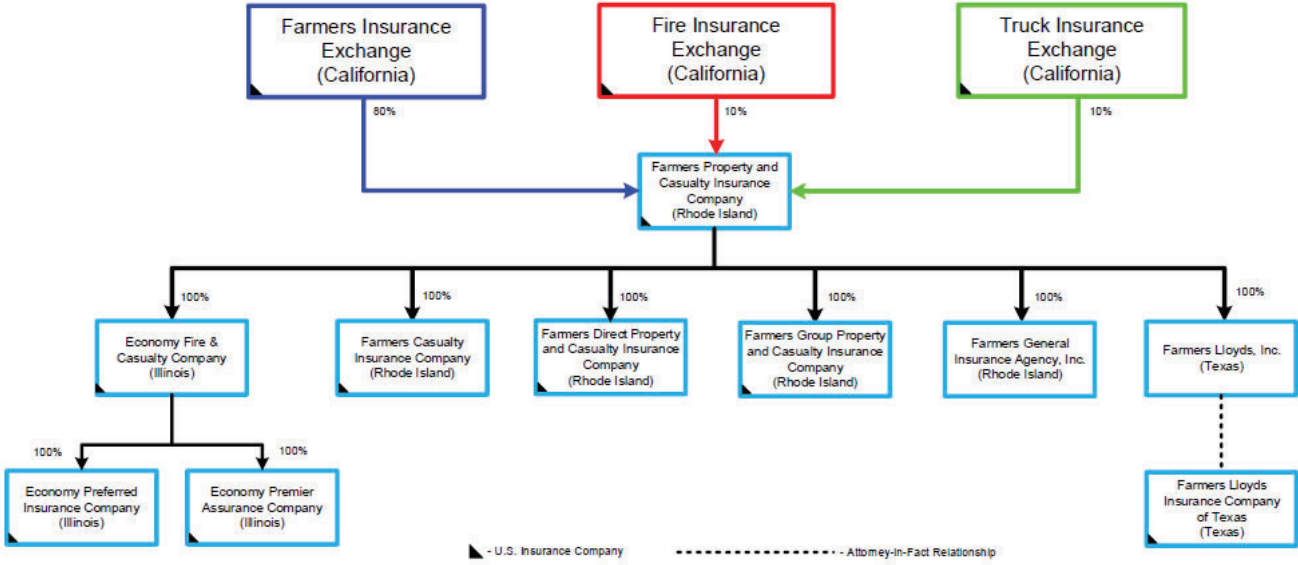 Farmers Insurance
Exchange
(California)
Fire Insurance
Exchange
(California)
Truck Insurance
Exchange
(California)
80%
10%
10%
Farmers Property and
Casualty Insurance
Company
(Rhode Island)
100%
100%
100%
100%
100%
100%
Economy Fire &
Casualty Company
(Illinois)
Farmers Casualty
Insurance Company
(Rhode Island)
Farmers Direct Property
and Casualty Insurance
Company
(Rhode Island)
Farmers Group Property
and Casualty Insurance
Company
(Rhode Island)
Farmers General
Insurance Agency, Inc.
(Rhode Island)
Farmers Lloyds, Inc.
(Texas)
100%
100%
Economy Preferred
Insurance Company
(Illinois)
Economy Premier
Assurance Company
(Illinois)
Farmers Lloyds
Insurance Company
of Texas
(Texas)
- U.S. Insurance Company
- Attorney-In-Fact Relationship